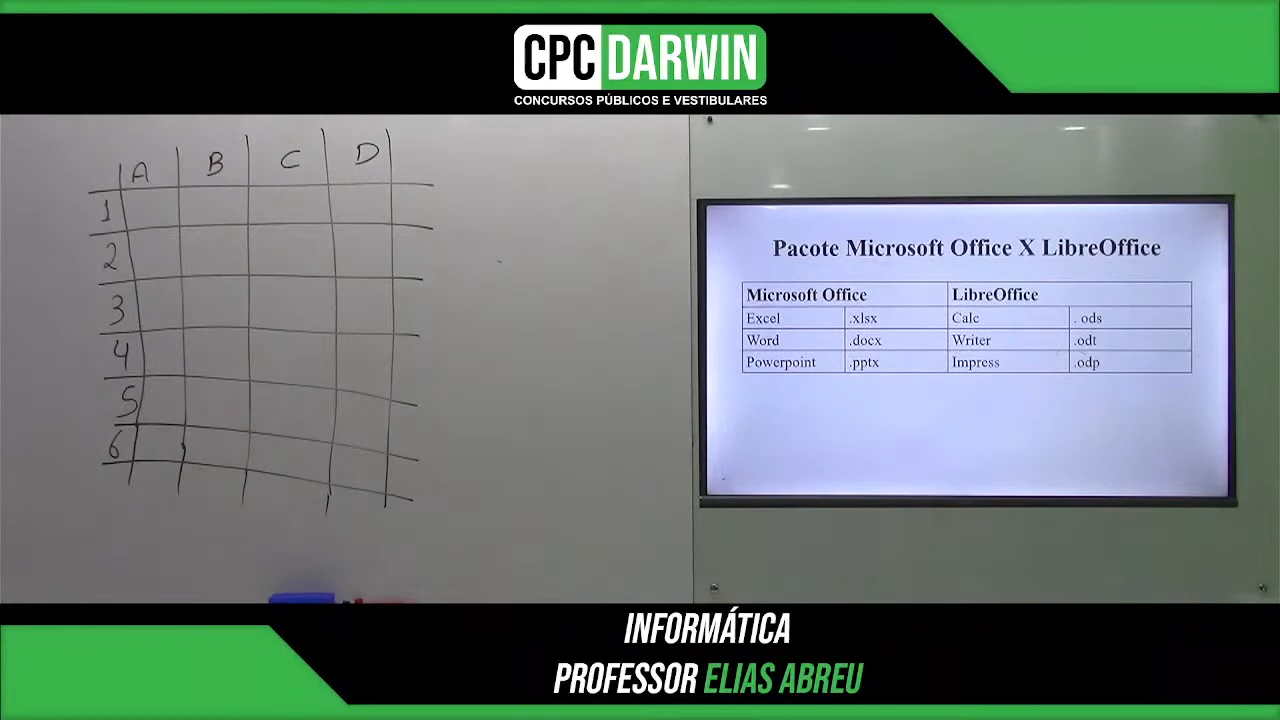 CPC DARWIN
CONCURSOS PÚBLICOS E VESTIBULARES
A B C D
1
2
3
4
5
6
Pacote Microsoft Office X LibreOffice
Microsoft Office LibreOffice
Excel .xlsx Calc . ods
Word .docx Writer .odt
Powerpoint .pptx Impress .odp
INFORMÁTICA
PROFESSOR ELIAS ABREU